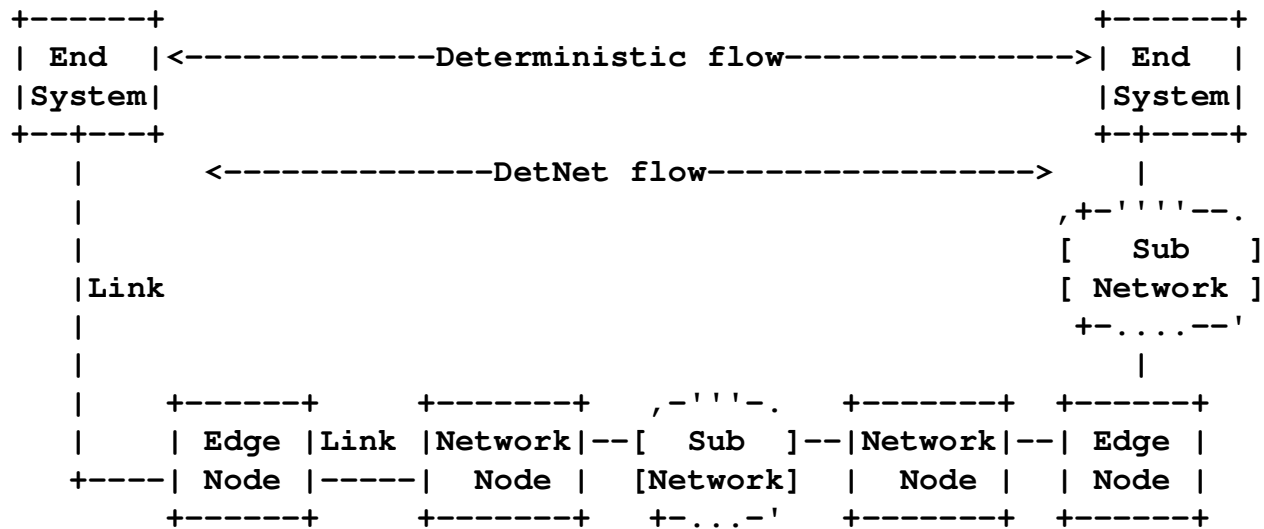 +------+                                                         +------+
| End  |<-------------Deterministic flow--------------->| End  |
|System|                                                         |System|
+--+---+                                                         +-+----+
   |       <--------------DetNet flow----------------->     |
   |                                                       ,+-''''--.
   |                                                       [   Sub   ]
   |Link                                                   [ Network ]
   |                                                        +-....--'
   |                                                           |
   |    +------+     +-------+   ,-'''-.   +-------+  +------+
   |    | Edge |Link |Network|--[  Sub  ]--|Network|--| Edge |
   +----| Node |-----|  Node |  [Network]  |  Node |  | Node |
        +------+     +-------+   +-...-'   +-------+  +------+